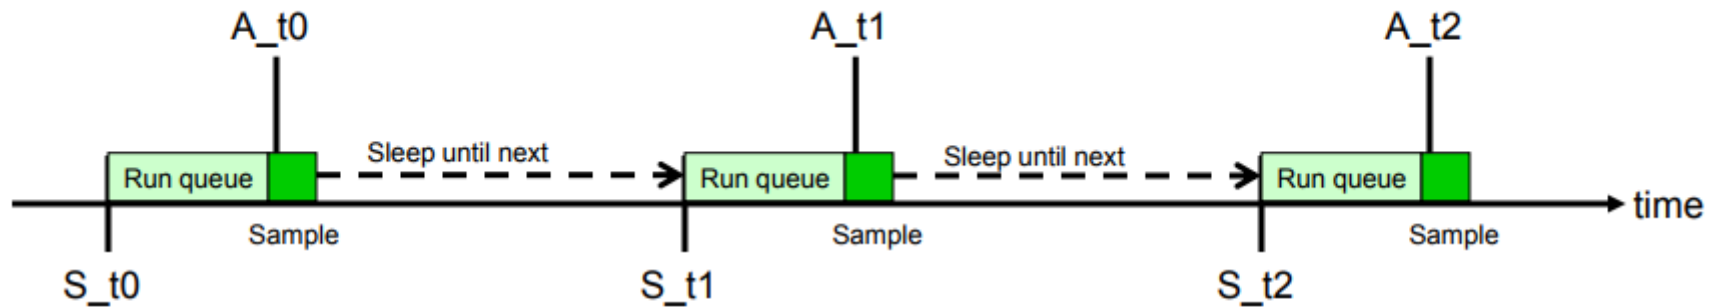 A_t0
A_t1
A_t2
Sleep until next
Sleep until next
Run queue
Run queue
Run queue
time
Sample
Sample
Sample
S_t0
S_t1
S_t2